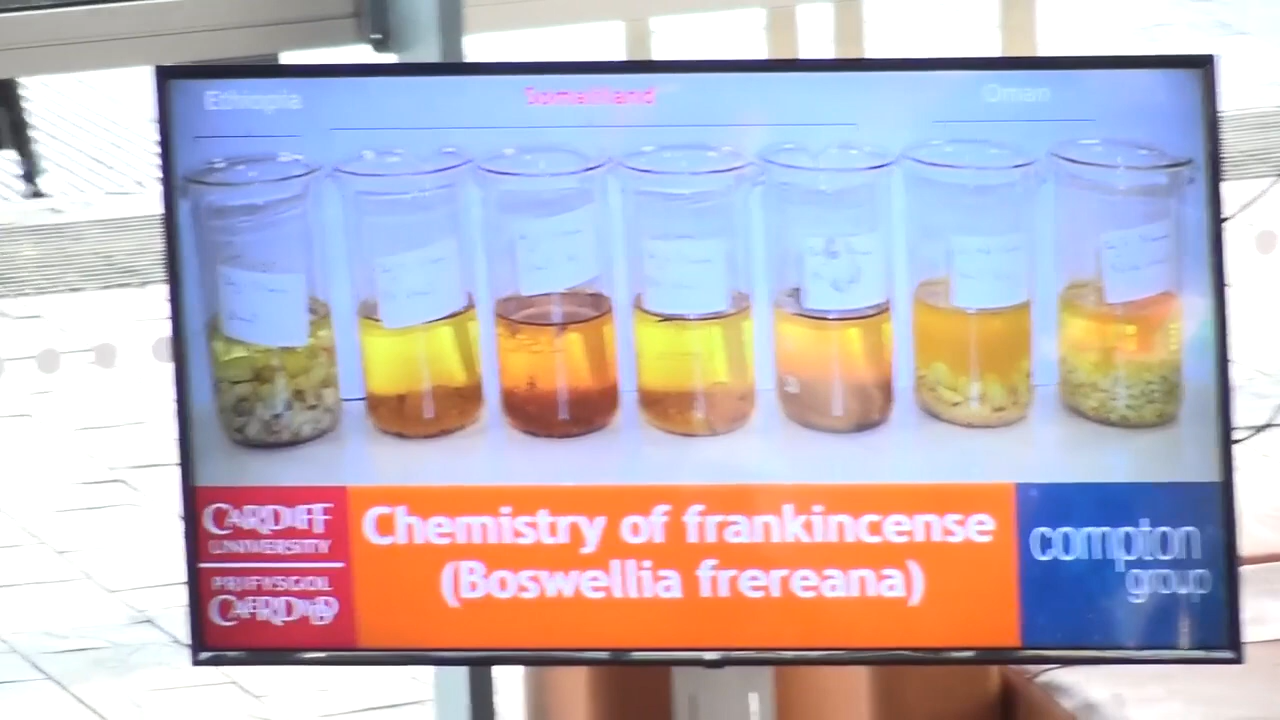 Ethiopia
Somaliland
Oman
CARDIFF
UNIVERSITY
PRIFYSGOL
CAERDYDD
Chemistry of frankincense
(Boswellia frereana)
compton
group